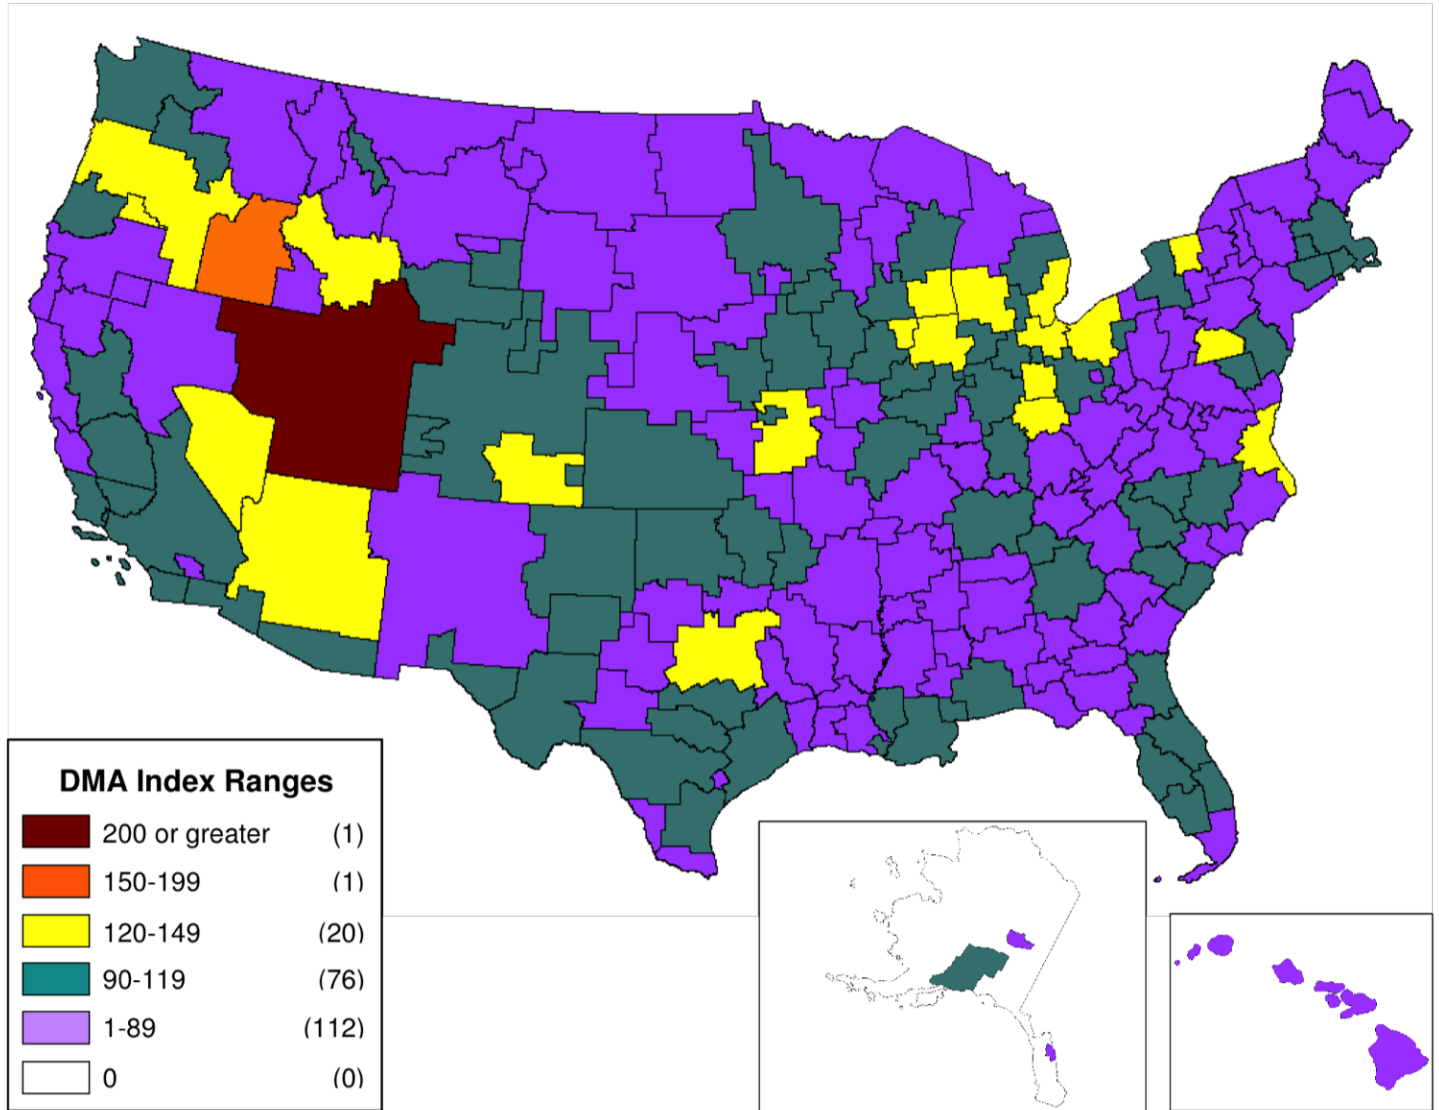 DMA Index Ranges
200 or greater (1)
150-199 (1)
120-149 (20)
90-119 (76)
1-89 (112)
0 (0)